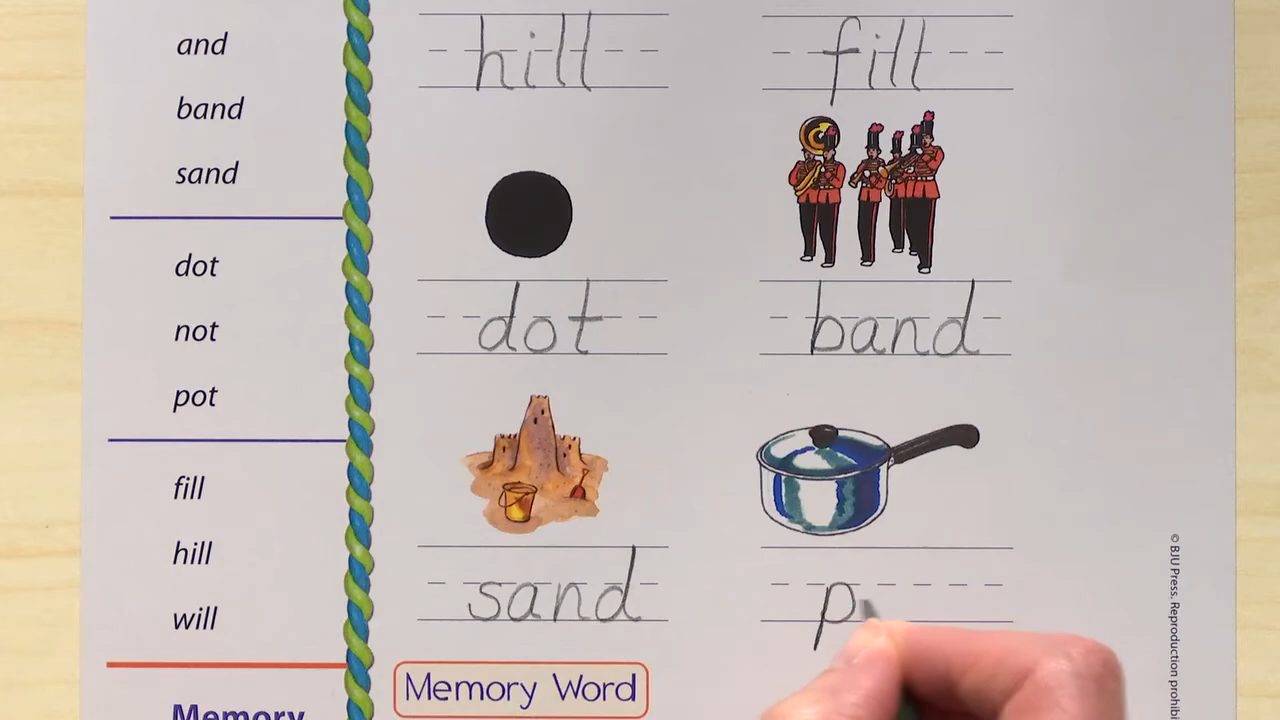 and
band
sand
dot
not
pot
fill
hill
will
Memory
hill
fill
dot
band
sand
p
Memory Word
© BJU Press. Reproduction prohibi